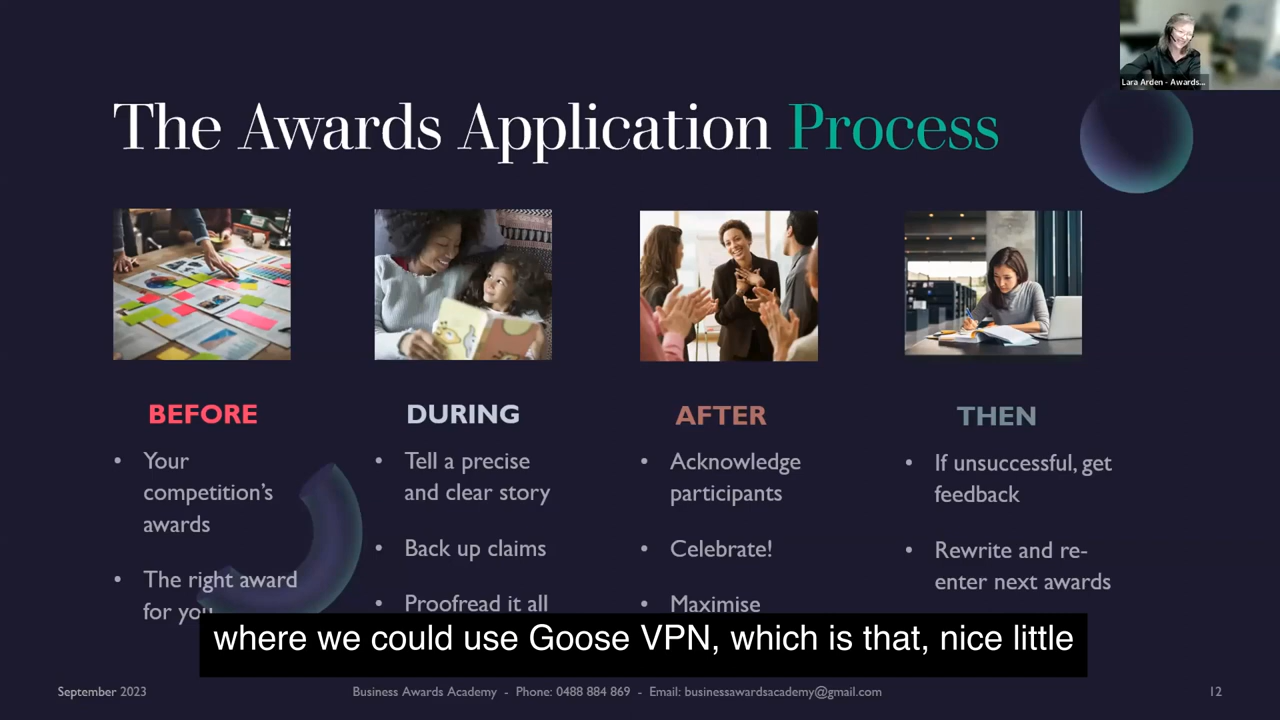 Lara Arden - Awards...
The Awards Application Process
BEFORE
• Your
competition's
awards
• The right award
for you
DURING
• Tell a precise
and clear story
• Back up claims
• Proofread it all
AFTER
• Acknowledge
participants
• Celebrate!
• Maximise
THEN
• If unsuccessful, get
feedback
• Rewrite and re-
enter next awards
where we could use Goose VPN, which is that, nice little
September 2023
Business Awards Academy - Phone: 0488 884 869 - Email: businessawardsacademy@gmail.com
12